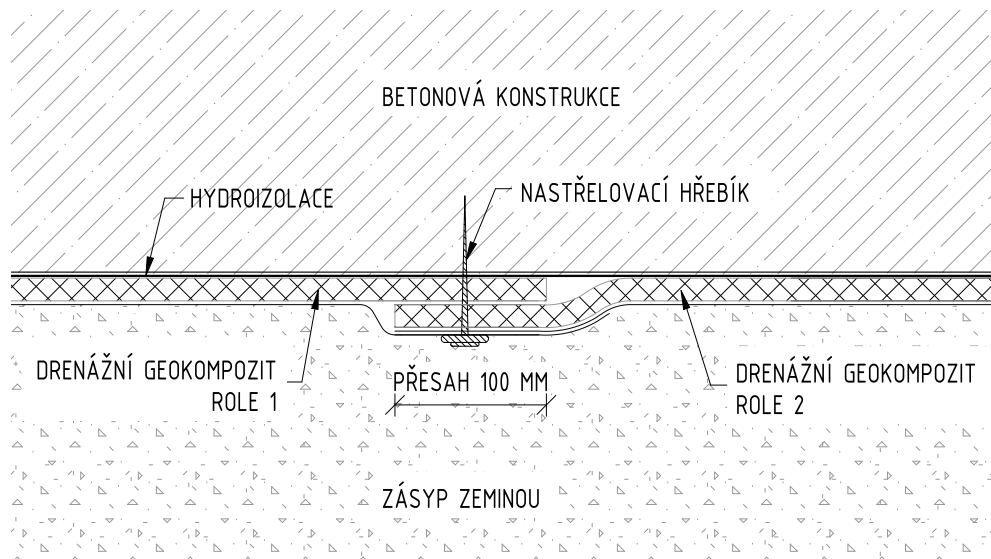 BETONOVÁ KONSTRUKCE
HYDROIZOLACE
NASTŘELOVACÍ HŘEBÍK
DRENÁŽNÍ GEOKOMPOZIT
ROLE 1
PŘESAH 100 MM
DRENÁŽNÍ GEOKOMPOZIT
ROLE 2
ZÁSYP ZEMINOU